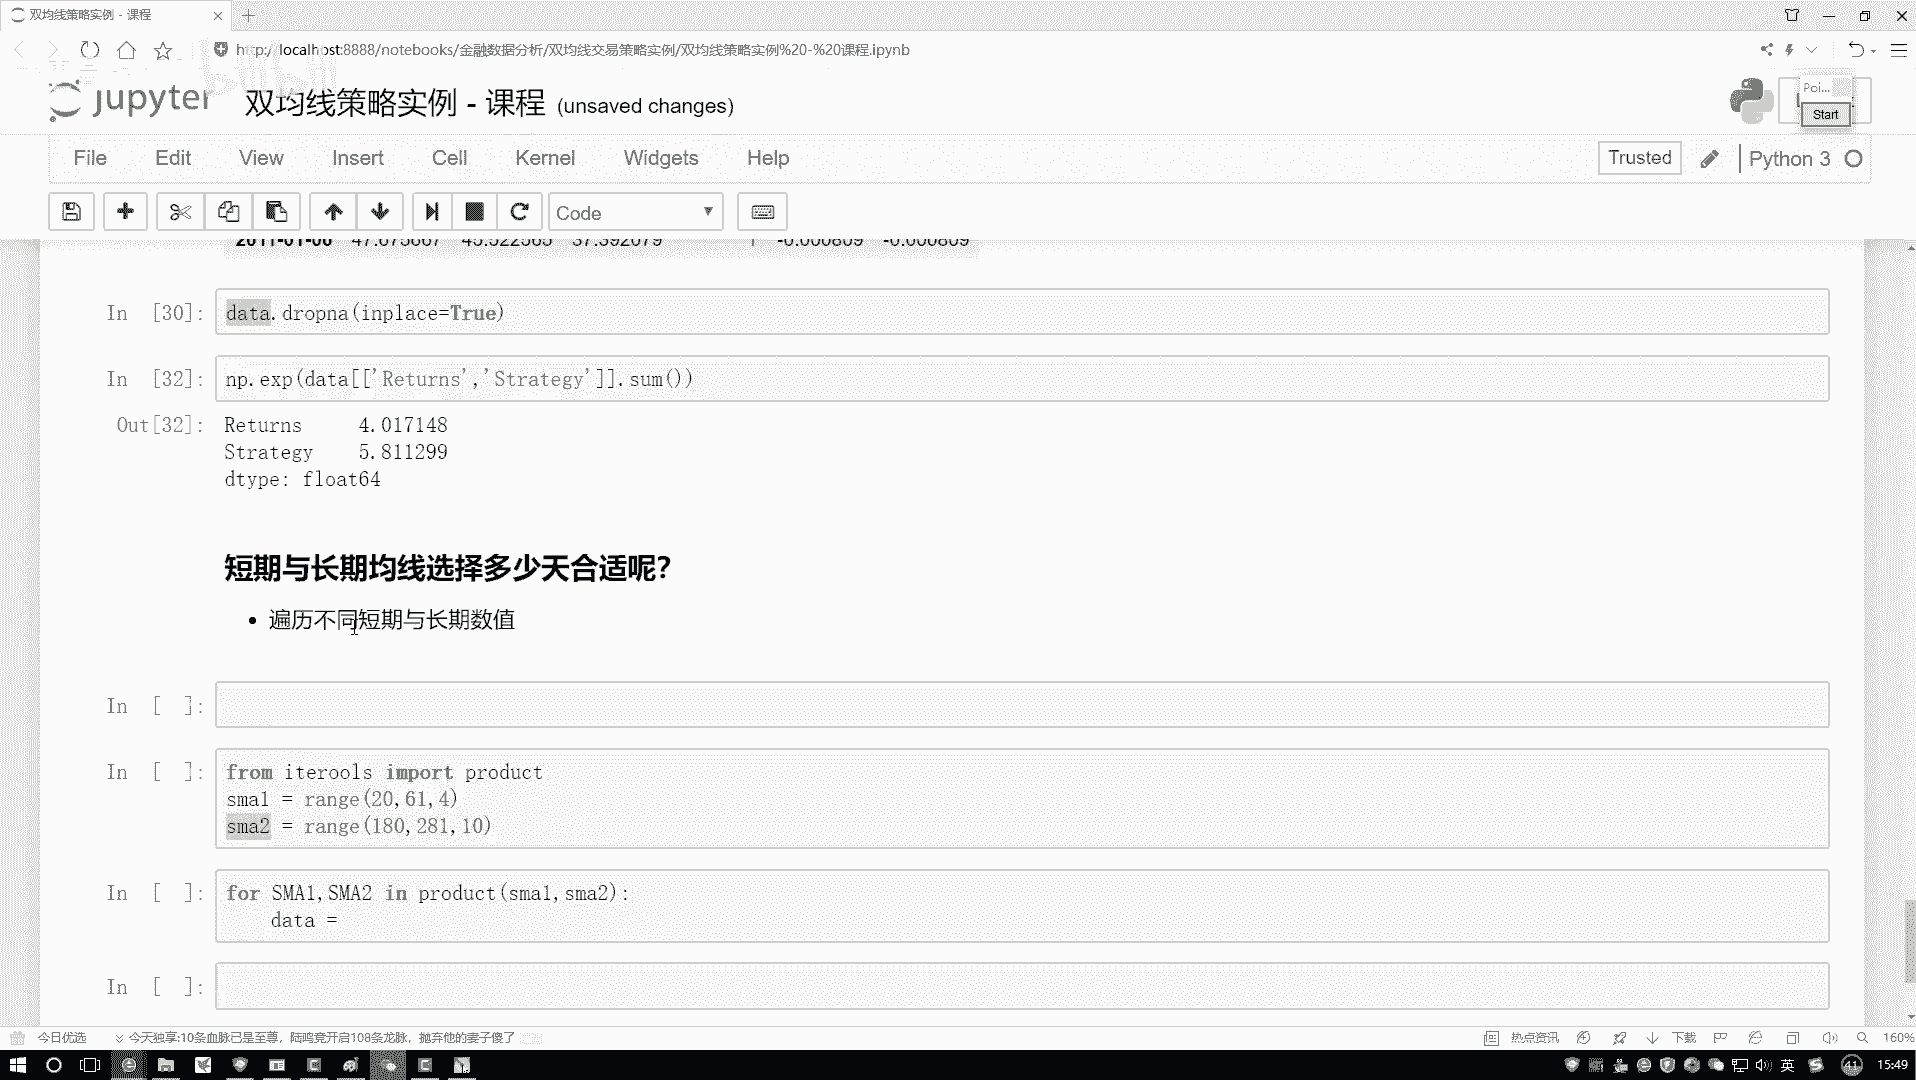 双均线策略实例 - 课程
http://localhost:8888/notebooks/金融数据分析/双均线交易策略实例/双均线策略实例%20-%20课程.ipynb
jupyter 双均线策略实例 - 课程 (unsaved changes)
Poi...
Start
File Edit View Insert Cell Kernel Widgets Help
Trusted Python 3
Code
2011-01-06 47.675667 45.522565 37.392079 1 -0.000809 -0.000809
In [30]: data.dropna(inplace=True)
In [32]: np.exp(data[['Returns','Strategy']].sum())
Out[32]: Returns 4.017148
Strategy 5.811299
dtype: float64
短期与长期均线选择多少天合适呢?
• 遍历不同短期与长期数值
In [ ]:
In [ ]: from iterools import product
sma1 = range(20,61,4)
sma2 = range(180,281,10)
In [ ]: for SMA1,SMA2 in product(sma1,sma2):
data =
In [ ]:
今日优选 今天独享:10条血脉已是至尊，陆鸣竟开启108条龙脉，抛弃他的妻子傻了
热点资讯 下载 160%
英 41 15:49